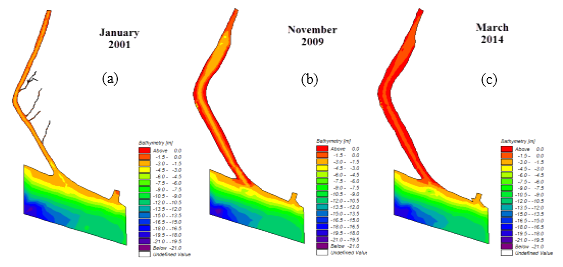 January
2001
(a)
Bathymetry [m]
Above 0.0
-1.5 - 0.0
-3.0 - -1.5
-4.5 - -3.0
-6.0 - -4.5
-7.5 - -6.0
-9.0 - -7.5
-10.5 - -9.0
-12.0 - -10.5
-13.5 - -12.0
-15.0 - -13.5
-16.5 - -15.0
-18.0 - -16.5
-19.5 - -18.0
-21.0 - -19.5
Below -21.0
Undefined Value
November
2009
(b)
Bathymetry [m]
Above 0.0
-1.5 - 0.0
-3.0 - -1.5
-4.5 - -3.0
-6.0 - -4.5
-7.5 - -6.0
-9.0 - -7.5
-10.5 - -9.0
-12.0 - -10.5
-13.5 - -12.0
-15.0 - -13.5
-16.5 - -15.0
-18.0 - -16.5
-19.5 - -18.0
-21.0 - -19.5
Below -21.0
Undefined Value
March
2014
(c)
Bathymetry [m]
Above 0.0
-1.5 - 0.0
-3.0 - -1.5
-4.5 - -3.0
-6.0 - -4.5
-7.5 - -6.0
-9.0 - -7.5
-10.5 - -9.0
-12.0 - -10.5
-13.5 - -12.0
-15.0 - -13.5
-16.5 - -15.0
-18.0 - -16.5
-19.5 - -18.0
-21.0 - -19.5
Below -21.0
Undefined Value